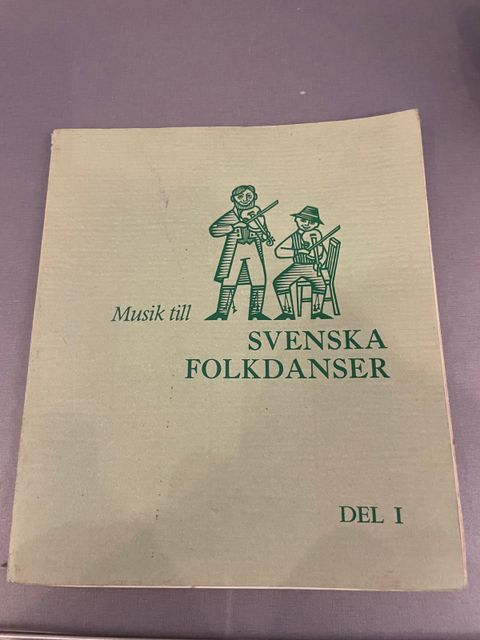 Musik till
SVENSKA
FOLKDANSER
DEL I